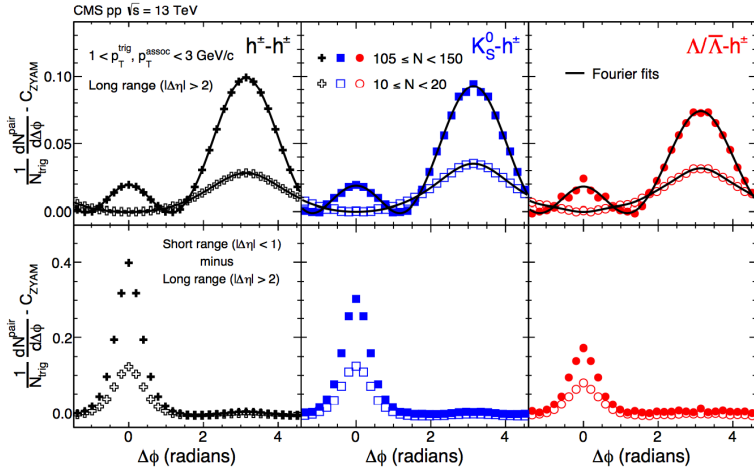 CMS pp √s = 13 TeV
h±-h±
1 < p_T^trig, p_T^assoc < 3 GeV/c
Long range (|Δη| > 2)
K_S^0-h±
105 ≤ N < 150
10 ≤ N < 20
Λ/Λ̅-h±
Fourier fits
1/N_trig dN^pair/dΔφ - C_ZYAM
0.10
0.05
0.00
Short range (|Δη| < 1)
minus
Long range (|Δη| > 2)
1/N_trig dN^pair/dΔφ - C_ZYAM
0.4
0.2
0.0
0 2 4
0 2 4
0 2 4
Δφ (radians)
Δφ (radians)
Δφ (radians)